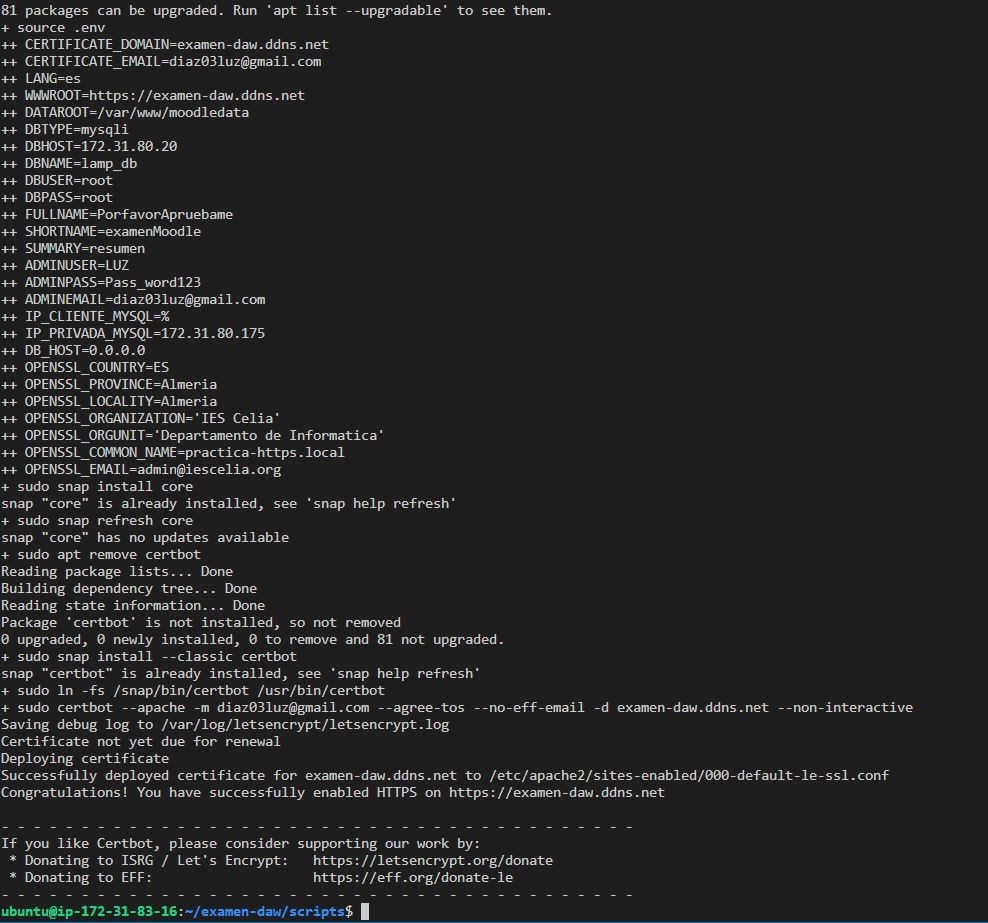 81 packages can be upgraded. Run 'apt list --upgradable' to see them.
+ source .env
++ CERTIFICATE_DOMAIN=examen-daw.ddns.net
++ CERTIFICATE_EMAIL=diaz03luz@gmail.com
++ LANG=es
++ WWWROOT=https://examen-daw.ddns.net
++ DATAROOT=/var/www/moodledata
++ DBTYPE=mysqli
++ DBHOST=172.31.80.20
++ DBNAME=lamp_db
++ DBUSER=root
++ DBPASS=root
++ FULLNAME=PorfavorApruebame
++ SHORTNAME=examenMoodle
++ SUMMARY=resumen
++ ADMINUSER=LUZ
++ ADMINPASS=Pass_word123
++ ADMINEMAIL=diaz03luz@gmail.com
++ IP_CLIENTE_MYSQL=%
++ IP_PRIVADA_MYSQL=172.31.80.175
++ DB_HOST=0.0.0.0
++ OPENSSL_COUNTRY=ES
++ OPENSSL_PROVINCE=Almeria
++ OPENSSL_LOCALITY=Almeria
++ OPENSSL_ORGANIZATION='IES Celia'
++ OPENSSL_ORGUNIT='Departamento de Informatica'
++ OPENSSL_COMMON_NAME=practica-https.local
++ OPENSSL_EMAIL=admin@iescelia.org
+ sudo snap install core
snap "core" is already installed, see 'snap help refresh'
+ sudo snap refresh core
snap "core" has no updates available
+ sudo apt remove certbot
Reading package lists... Done
Building dependency tree... Done
Reading state information... Done
Package 'certbot' is not installed, so not removed
0 upgraded, 0 newly installed, 0 to remove and 81 not upgraded.
+ sudo snap install --classic certbot
snap "certbot" is already installed, see 'snap help refresh'
+ sudo ln -fs /snap/bin/certbot /usr/bin/certbot
+ sudo certbot --apache -m diaz03luz@gmail.com --agree-tos --no-eff-email -d examen-daw.ddns.net --non-interactive
Saving debug log to /var/log/letsencrypt/letsencrypt.log
Certificate not yet due for renewal
Deploying certificate
Successfully deployed certificate for examen-daw.ddns.net to /etc/apache2/sites-enabled/000-default-le-ssl.conf
Congratulations! You have successfully enabled HTTPS on https://examen-daw.ddns.net

- - - - - - - - - - - - - - - - - - - - - - - - - - - - - - - - - - - - - - - -
If you like Certbot, please consider supporting our work by:
 * Donating to ISRG / Let's Encrypt:   https://letsencrypt.org/donate
 * Donating to EFF:                    https://eff.org/donate-le
- - - - - - - - - - - - - - - - - - - - - - - - - - - - - - - - - - - - - - - -
ubuntu@ip-172-31-83-16:~/examen-daw/scripts$